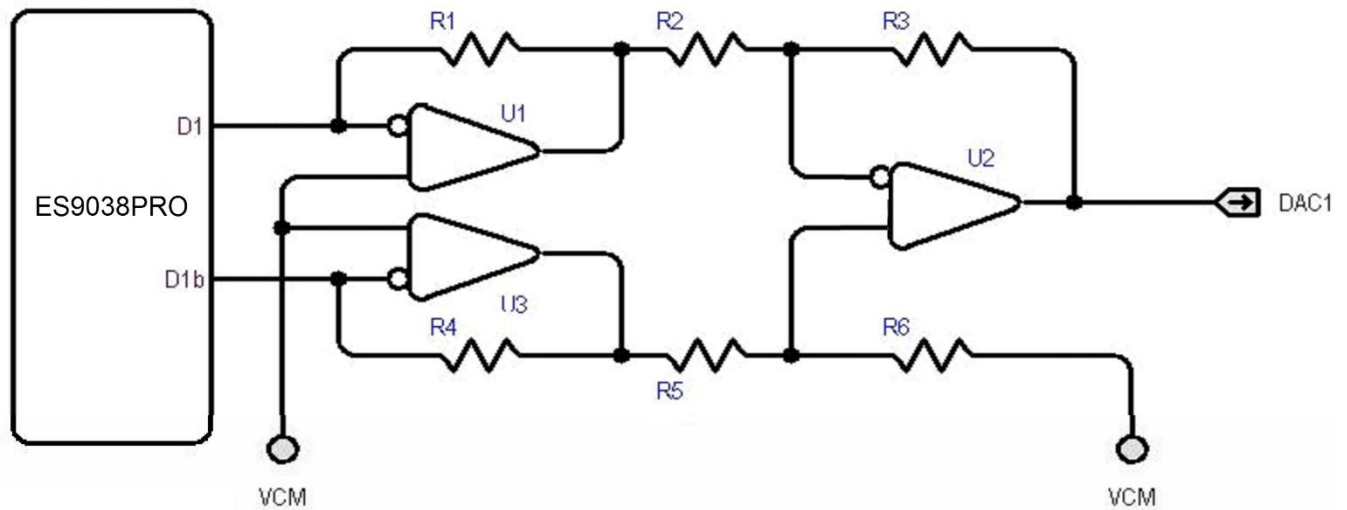 R1
R2
R3
D1
U1
U2
ES9038PRO
DAC1
D1b
U3
R4
R6
R5
VCM
VCM